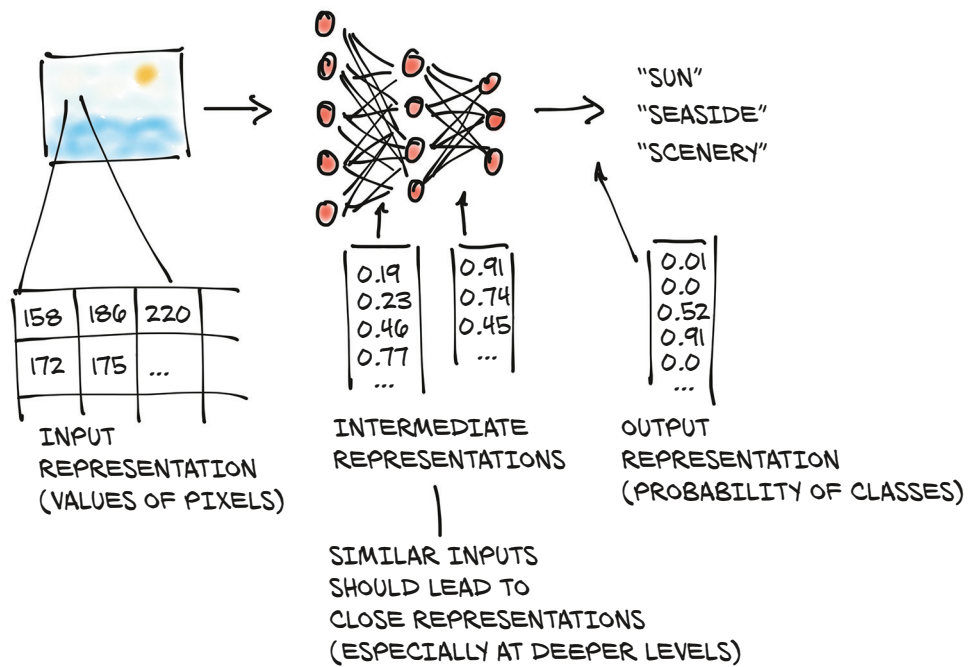 "SUN"
"SEASIDE"
"SCENERY"
158 186 220
172 175 ...
0.19
0.23
0.46
0.77
...
0.91
0.74
0.45
...
0.01
0.0
0.52
0.91
0.0
...
INPUT
REPRESENTATION
(VALUES OF PIXELS)
INTERMEDIATE
REPRESENTATIONS
OUTPUT
REPRESENTATION
(PROBABILITY OF CLASSES)
SIMILAR INPUTS
SHOULD LEAD TO
CLOSE REPRESENTATIONS
(ESPECIALLY AT DEEPER LEVELS)